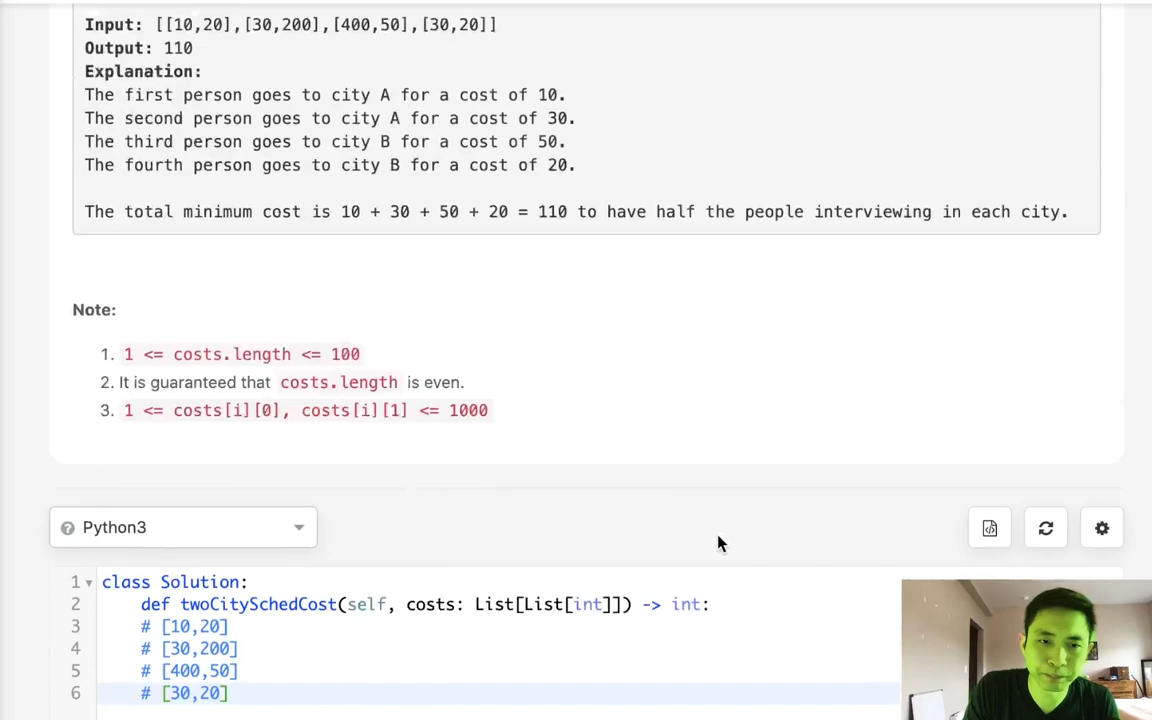 Input: [[10,20],[30,200],[400,50],[30,20]]
Output: 110
Explanation:
The first person goes to city A for a cost of 10.
The second person goes to city A for a cost of 30.
The third person goes to city B for a cost of 50.
The fourth person goes to city B for a cost of 20.
The total minimum cost is 10 + 30 + 50 + 20 = 110 to have half the people interviewing in each city.
Note:
1. 1 <= costs.length <= 100
2. It is guaranteed that costs.length is even.
3. 1 <= costs[i][0], costs[i][1] <= 1000
? Python3
1 class Solution:
2 def twoCitySchedCost(self, costs: List[List[int]]) -> int:
3 # [10,20]
4 # [30,200]
5 # [400,50]
6 # [30,20]